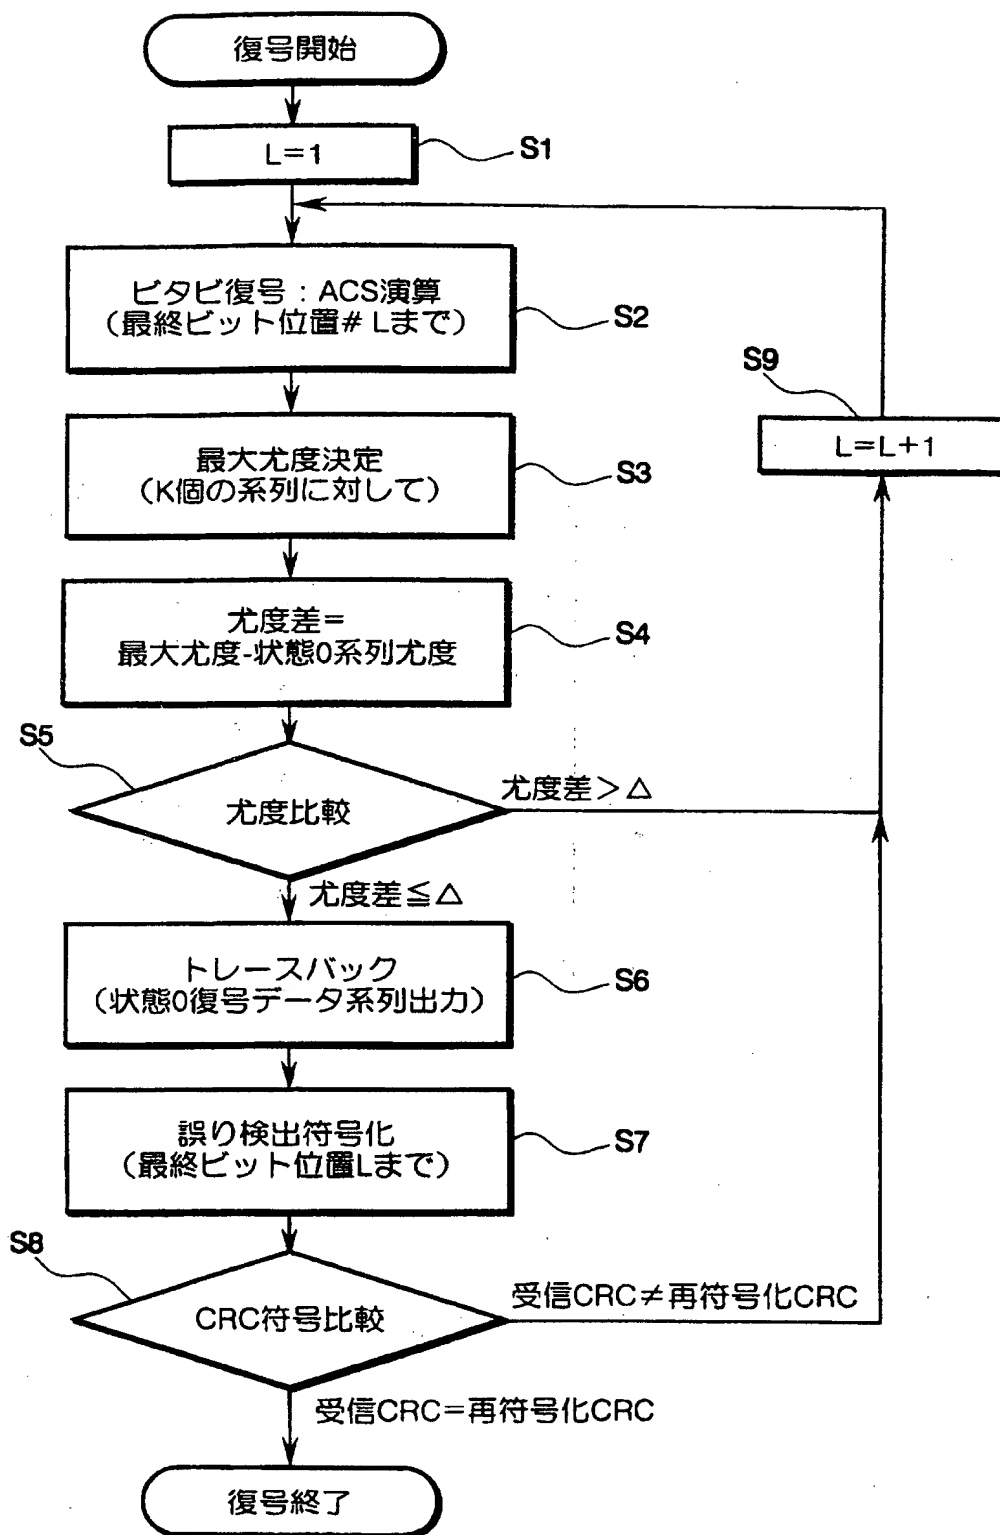 復号開始
L=1
S1
ビタビ復号：ACS演算
（最終ビット位置# Lまで）
S2
S9
L=L+1
最大尤度決定
（K個の系列に対して）
S3
尤度差=
最大尤度-状態0系列尤度
S4
S5
尤度比較
尤度差>△
尤度差≦△
トレースバック
（状態0復号データ系列出力）
S6
誤り検出符号化
（最終ビット位置Lまで）
S7
S8
CRC符号比較
受信CRC≠再符号化CRC
受信CRC=再符号化CRC
復号終了